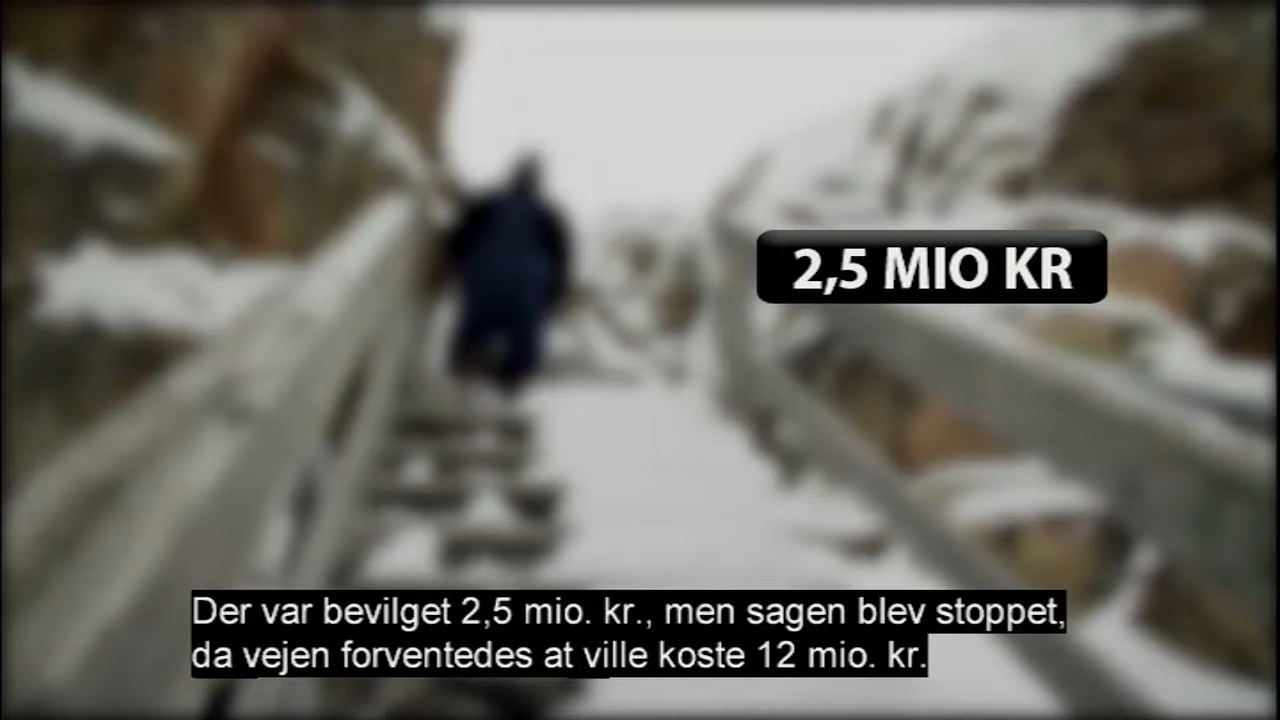 2,5 MIO KR
Der var bevilget 2,5 mio. kr., men sagen blev stoppet,
da vejen forventedes at ville koste 12 mio. kr.